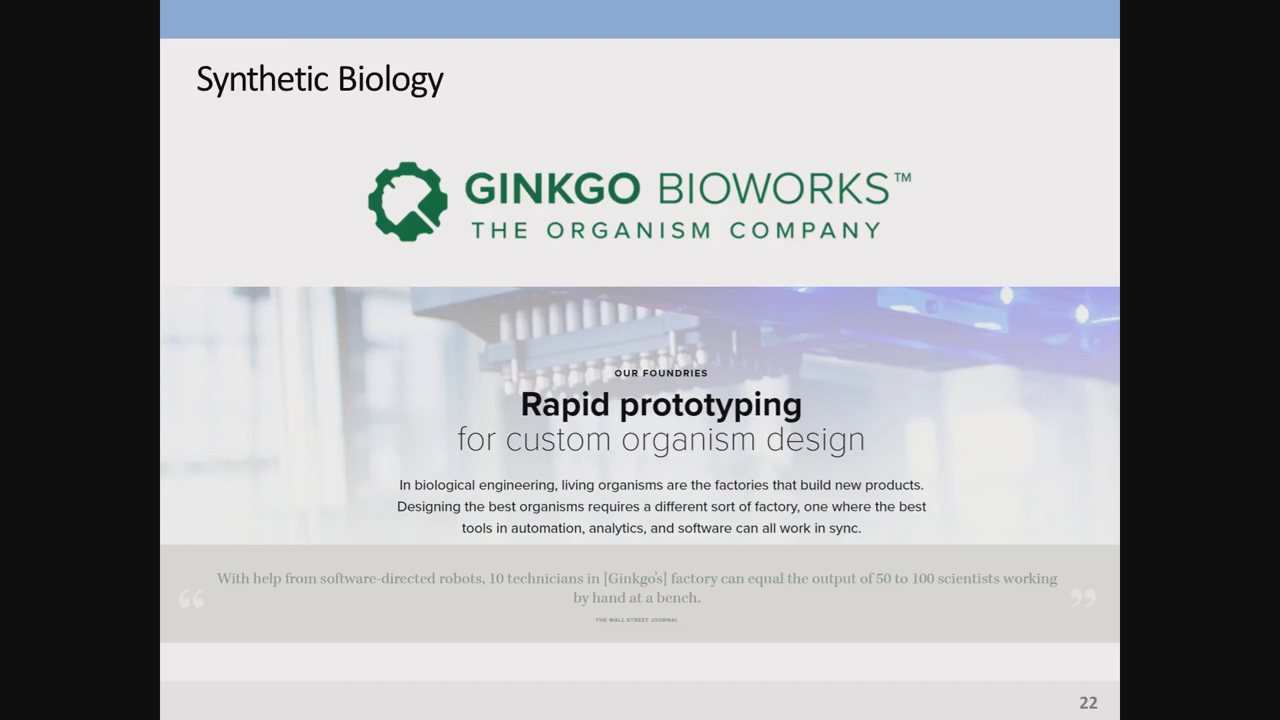 Synthetic Biology
GINKGO BIOWORKS™
THE ORGANISM COMPANY
OUR FOUNDRIES
Rapid prototyping
for custom organism design
In biological engineering, living organisms are the factories that build new products.
Designing the best organisms requires a different sort of factory, one where the best
tools in automation, analytics, and software can all work in sync.
“ With help from software-directed robots, 10 technicians in [Ginkgo's] factory can equal the output of 50 to 100 scientists working
by hand at a bench. ”
THE WALL STREET JOURNAL
22